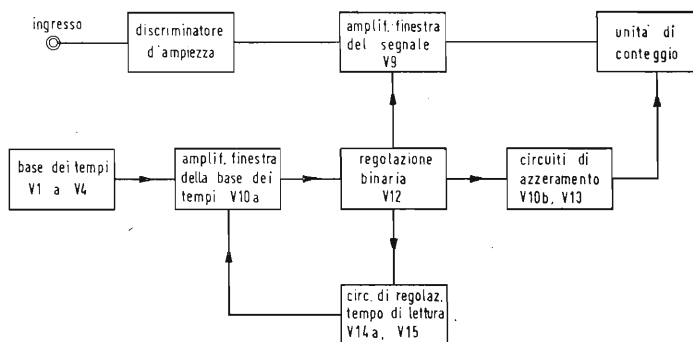 ingresso
discriminatore
d'ampiezza
amplif. finestra
del segnale
V9
unita' di
conteggio
base dei tempi
V1 a V4
amplif. finestra
della base dei
tempi V10a
regolazione
binaria
V12
circuiti di
azzeramento
V10b, V13
circ. di regolaz.
tempo di lettura
V14a, V15